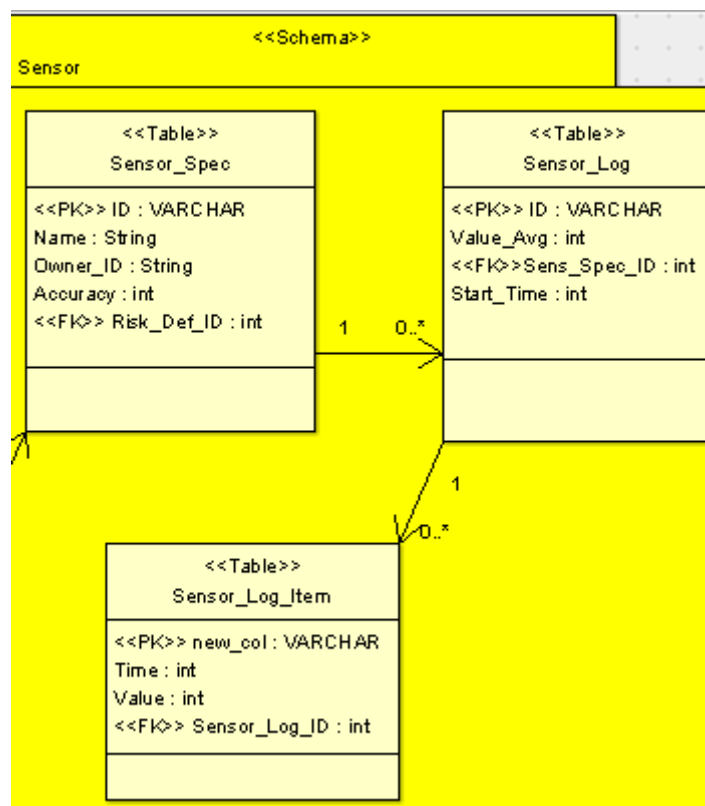 <<Schema>>
Sensor
<<Table>>
Sensor_Spec
<<PK>> ID : VARCHAR
Name : String
Owner_ID : String
Accuracy : int
<<FK>> Risk_Def_ID : int
1
0..*
<<Table>>
Sensor_Log
<<PK>> ID : VARCHAR
Value_Avg : int
<<FK>>Sens_Spec_ID : int
Start_Time : int
1
0..*
<<Table>>
Sensor_Log_Item
<<PK>> new_col : VARCHAR
Time : int
Value : int
<<FK>> Sensor_Log_ID : int